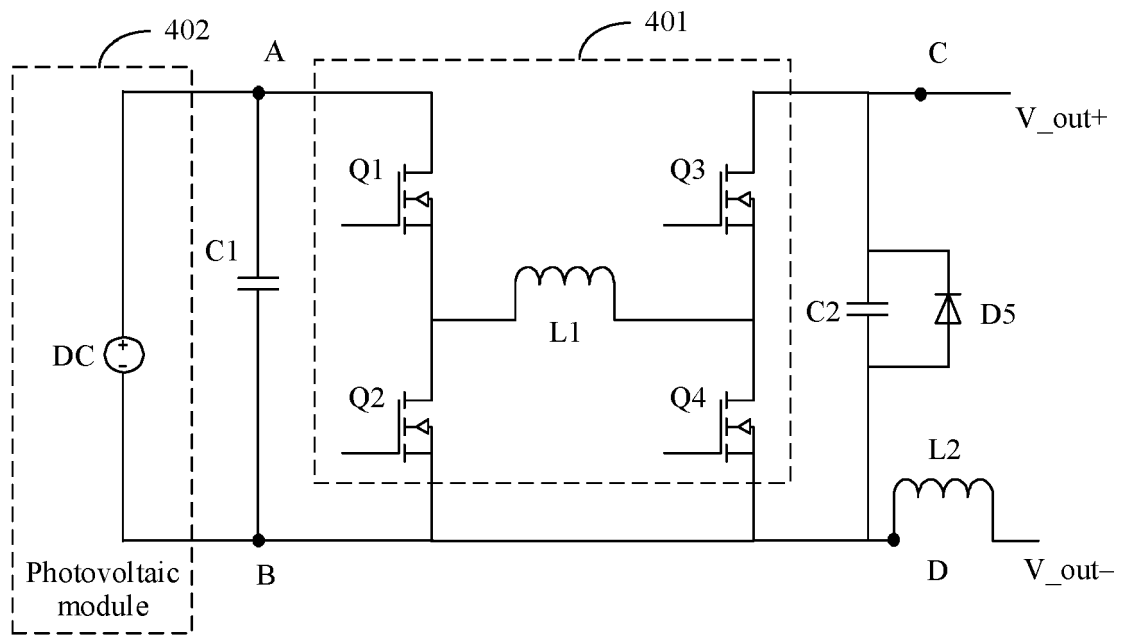 402
401
A
C
V_out+
Q1
Q3
C1
L1
C2
D5
DC
+
-
Q2
Q4
L2
B
D
V_out–
Photovoltaic
module